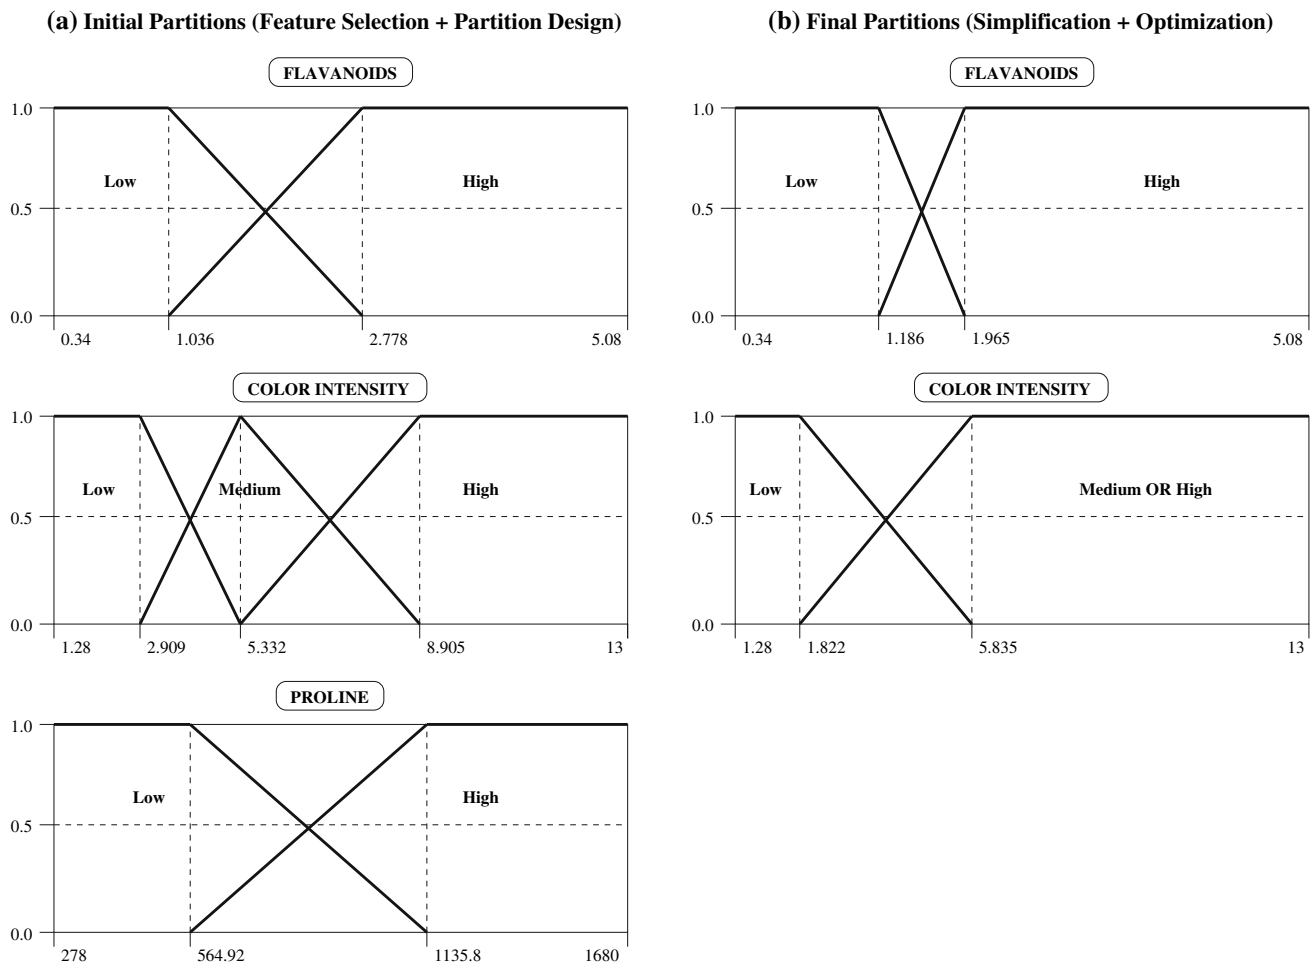 (a) Initial Partitions (Feature Selection + Partition Design)
FLAVANOIDS
1.0
Low
High
0.5
0.0
0.34
1.036
2.778
5.08
COLOR INTENSITY
1.0
Low
Medium
High
0.5
0.0
1.28
2.909
5.332
8.905
13
PROLINE
1.0
Low
High
0.5
0.0
278
564.92
1135.8
1680
(b) Final Partitions (Simplification + Optimization)
FLAVANOIDS
1.0
Low
High
0.5
0.0
0.34
1.186
1.965
5.08
COLOR INTENSITY
1.0
Low
Medium OR High
0.5
0.0
1.28
1.822
5.835
13